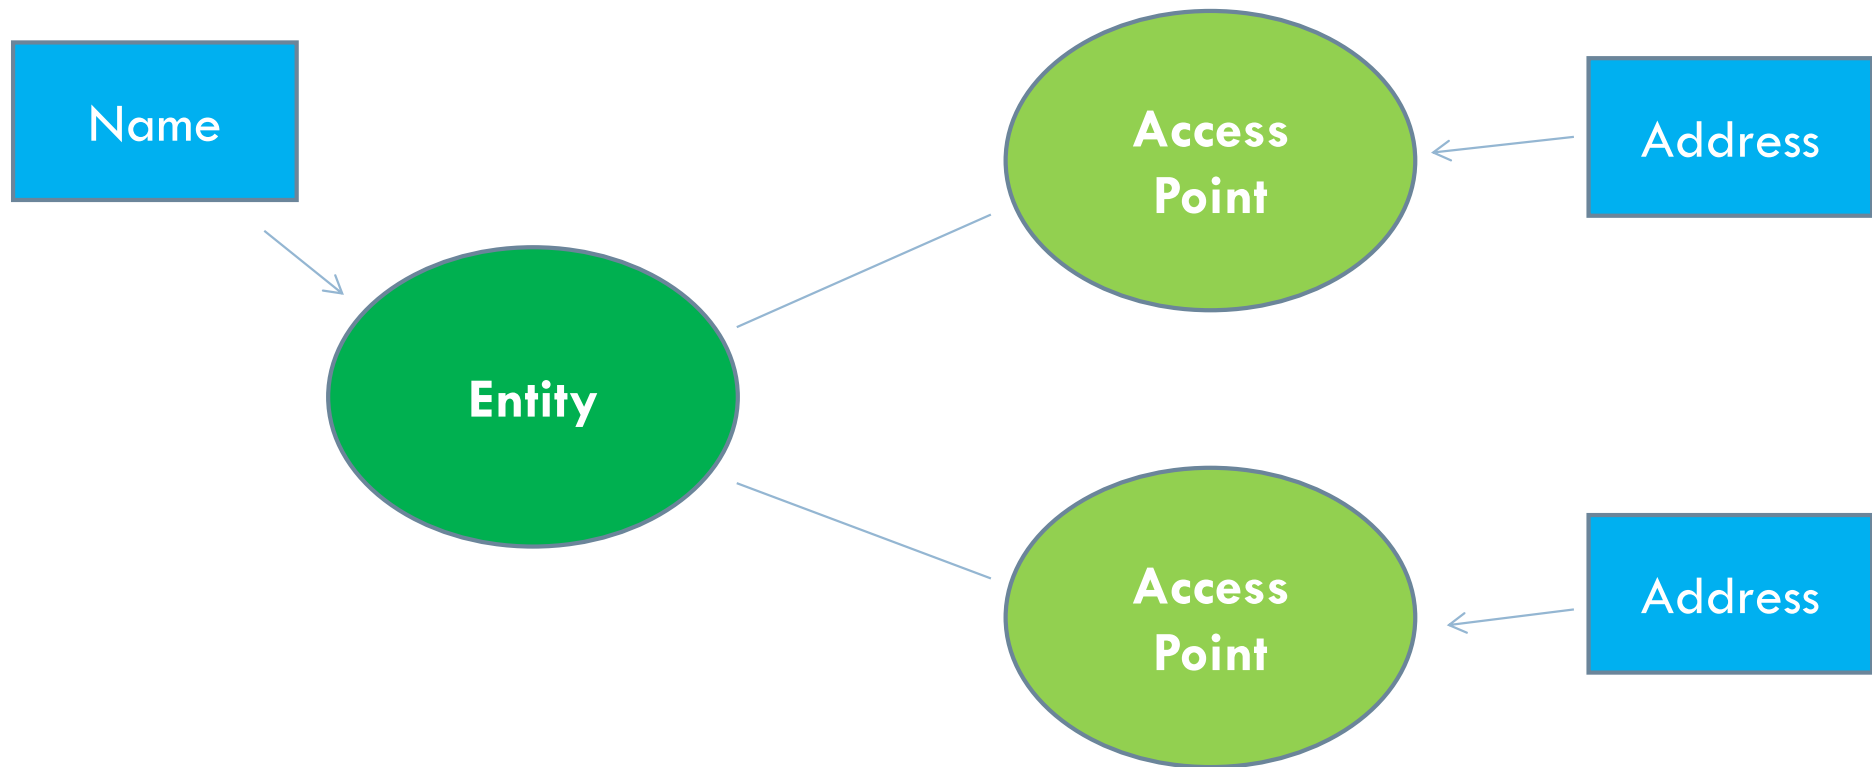 Name
Access
Point
Address
Entity
Access
Point
Address